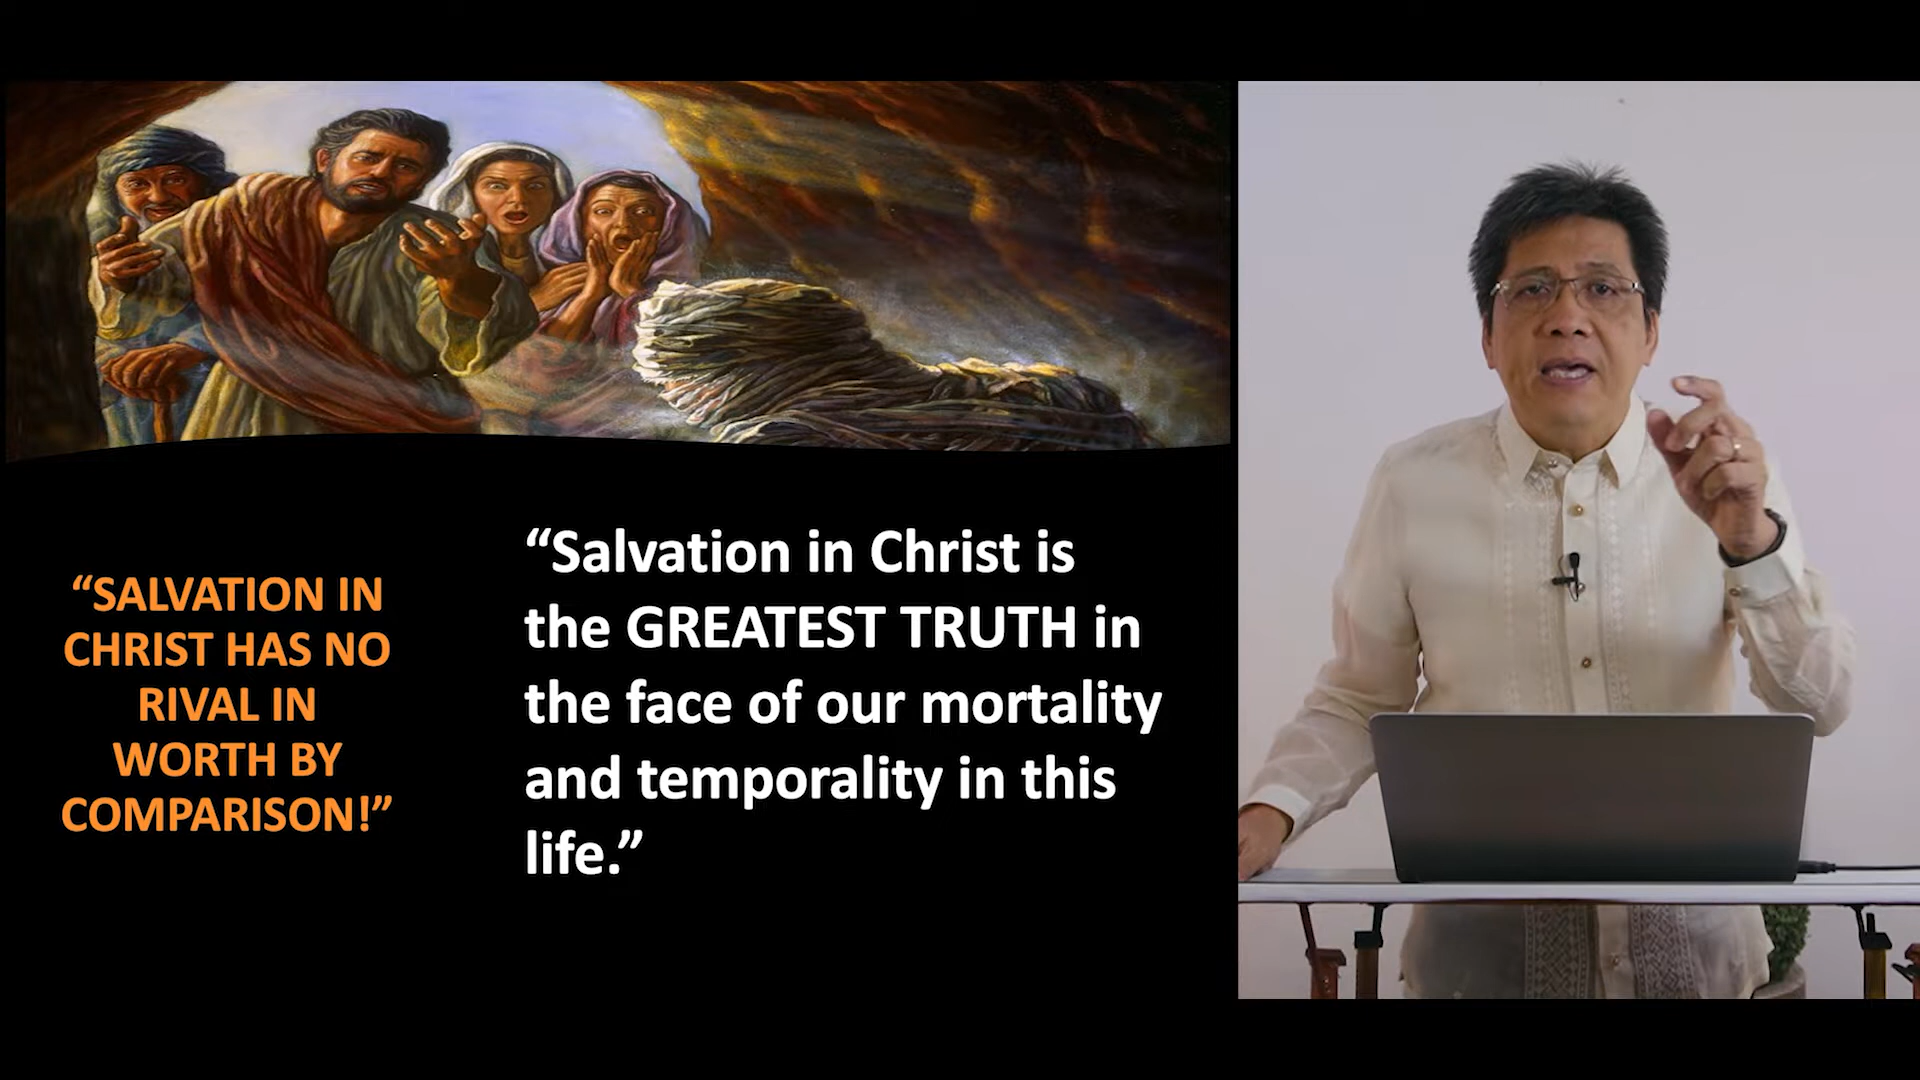 “SALVATION IN
CHRIST HAS NO
RIVAL IN
WORTH BY
COMPARISON!”
“Salvation in Christ is
the GREATEST TRUTH in
the face of our mortality
and temporality in this
life.”